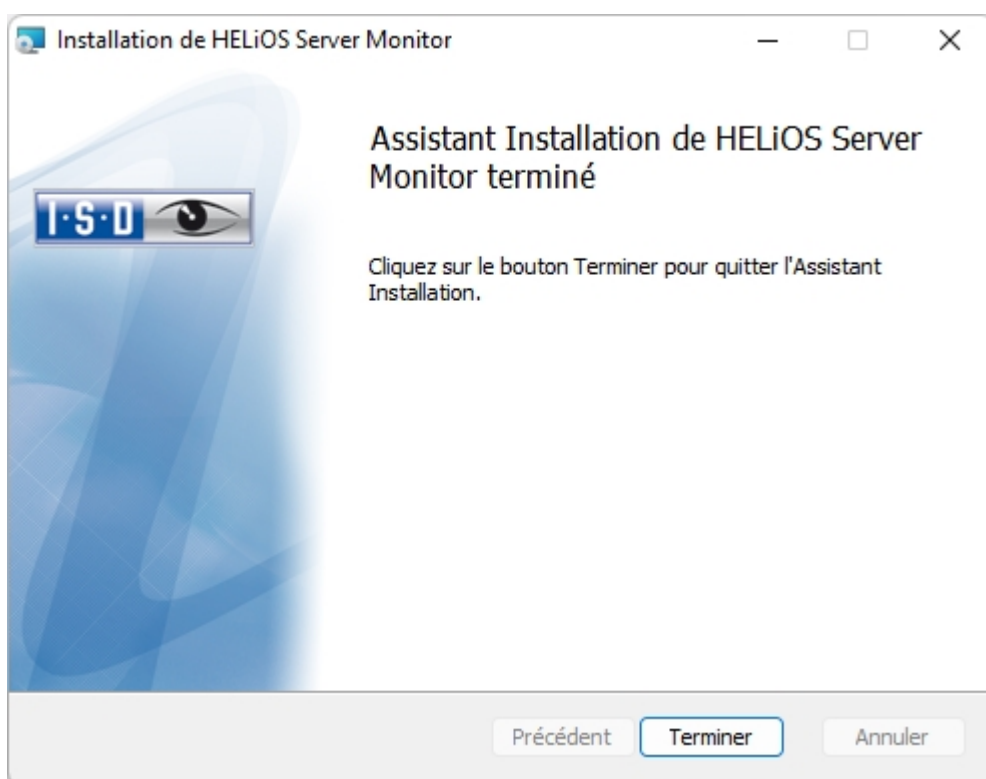 Installation de HELiOS Server Monitor
Assistant Installation de HELiOS Server
Monitor terminé
I·S·D
Cliquez sur le bouton Terminer pour quitter l'Assistant
Installation.
Précédent
Terminer
Annuler